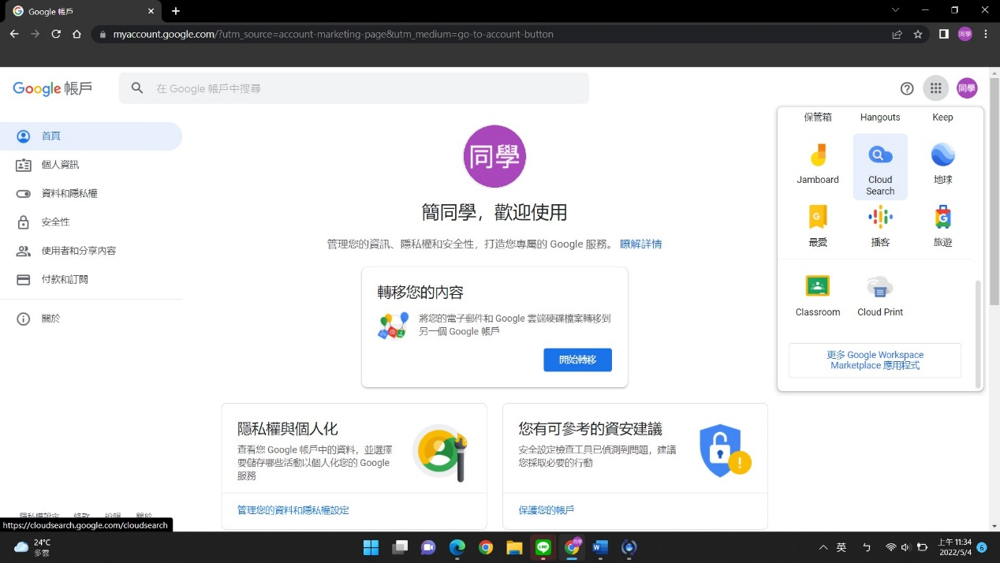 Google 帳戶
myaccount.google.com/?utm_source=account-marketing-page&utm_medium=go-to-account-button
同學
Google 帳戶
在 Google 帳戶中搜尋
同學
首頁
個人資訊
資料和隱私權
安全性
使用者和分享內容
付款和訂閱
關於
同學
簡同學，歡迎使用
管理您的資訊、隱私權和安全性，打造您專屬的 Google 服務。 瞭解詳情
轉移您的內容
將您的電子郵件和 Google 雲端硬碟檔案轉移到
另一個 Google 帳戶
開始轉移
隱私權與個人化
查看您 Google 帳戶中的資料，並選擇
要儲存哪些活動以個人化您的 Google
服務
管理您的資料和隱私權設定
您有可參考的資安建議
安全設定檢查工具已偵測到問題，建議
您採取必要的行動
保護您的帳戶
保管箱 Hangouts Keep
Jamboard Cloud Search 地球
最愛 播客 旅遊
Classroom Cloud Print
更多 Google Workspace
Marketplace 應用程式
隱私權設定 條款 說明 關於
https://cloudsearch.google.com/cloudsearch
24°C
多雲
英
上午 11:34
2022/5/4
6